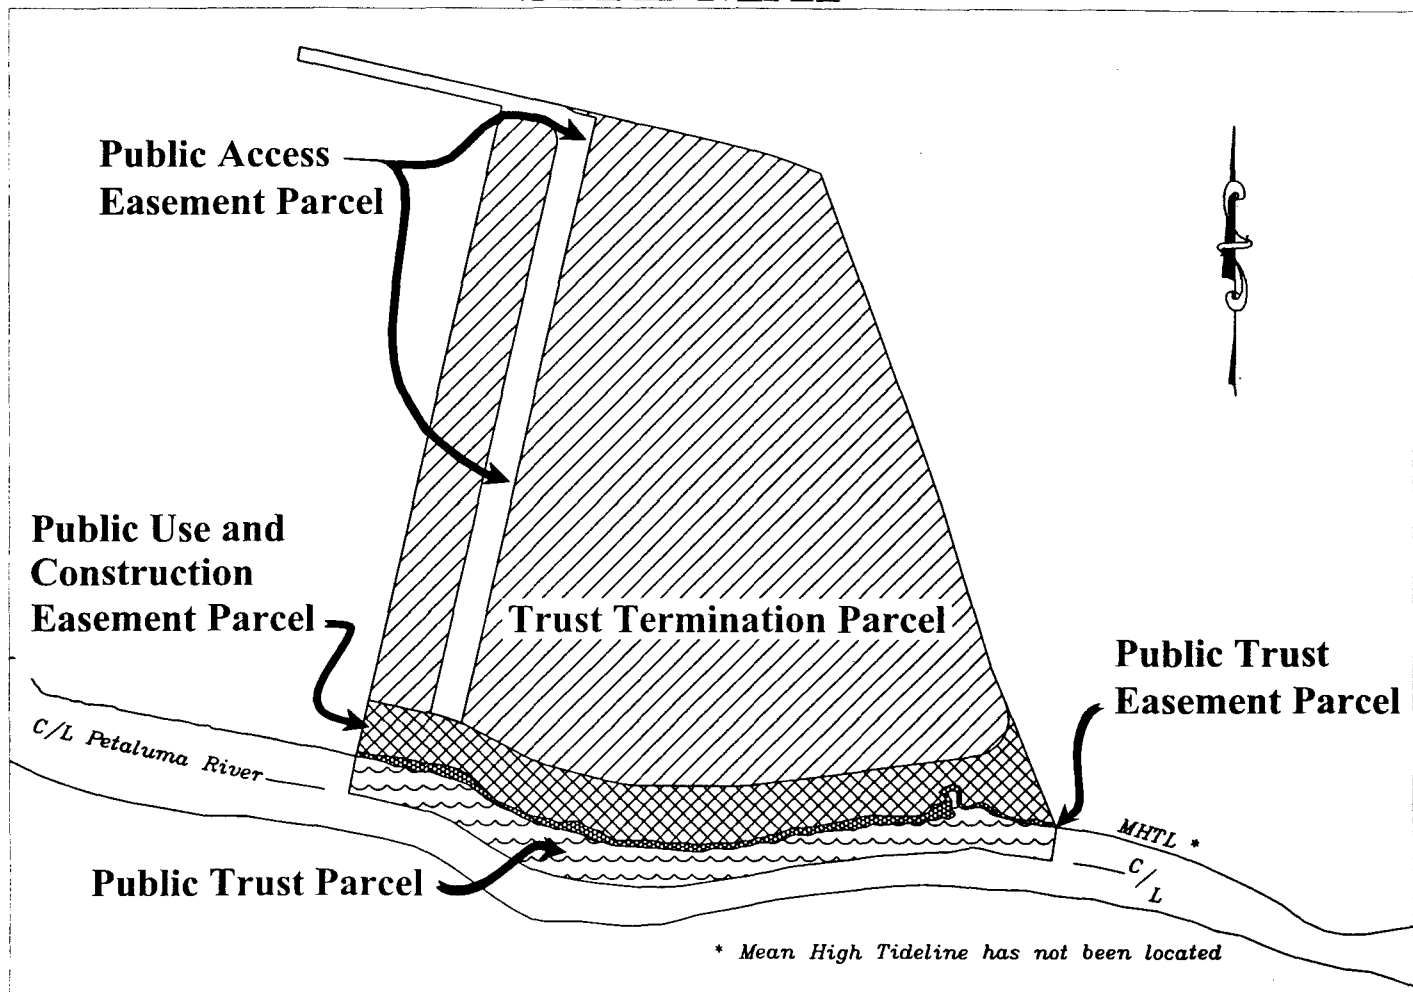 Public Access
Easement Parcel
Public Use and
Construction
Easement Parcel
Trust Termination Parcel
Public Trust
Easement Parcel
C/L Petaluma River
MHTL *
C/L
Public Trust Parcel
* Mean High Tideline has not been located